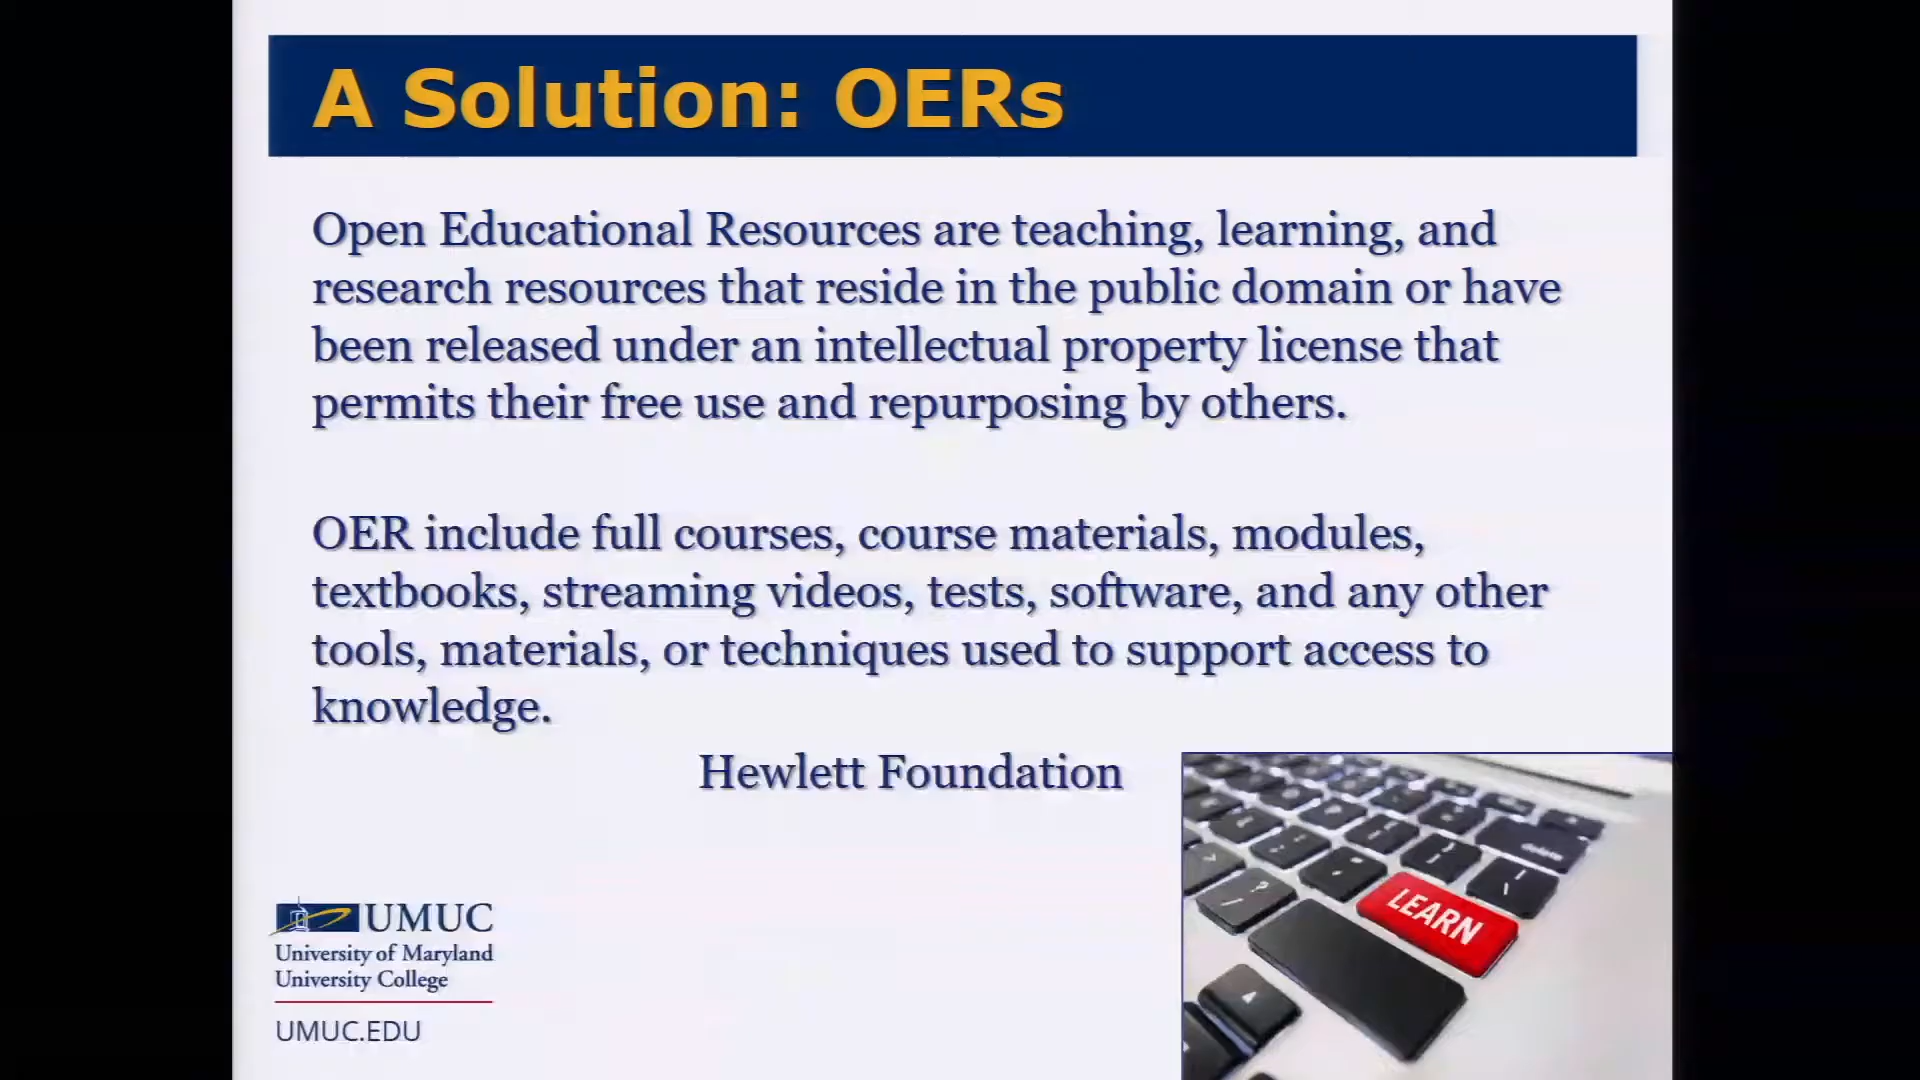 A Solution: OERs
Open Educational Resources are teaching, learning, and
research resources that reside in the public domain or have
been released under an intellectual property license that
permits their free use and repurposing by others.
OER include full courses, course materials, modules,
textbooks, streaming videos, tests, software, and any other
tools, materials, or techniques used to support access to
knowledge.
Hewlett Foundation
delete
LEARN
UMUC
University of Maryland
University College
UMUC.EDU